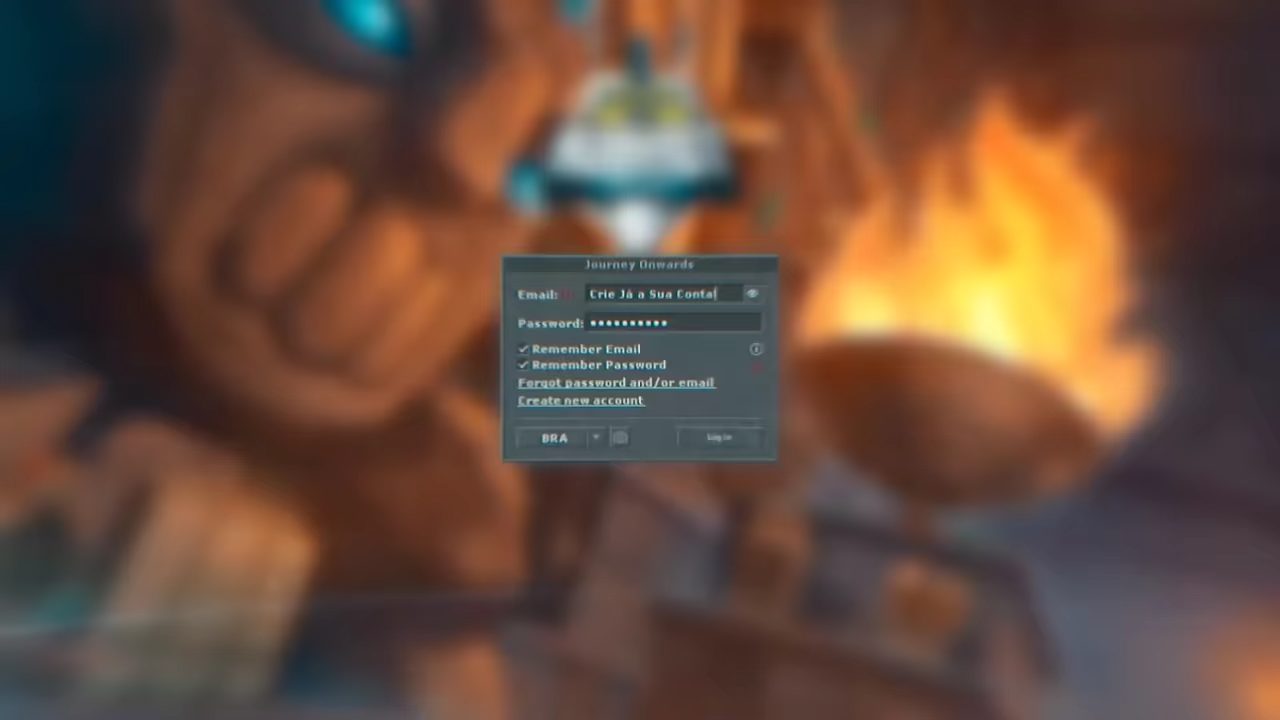 Journey Onwards
Email: Crie Já a Sua Conta
Password: ••••••••••
Remember Email
Remember Password
Forgot password and/or email
Create new account
BRA Log in